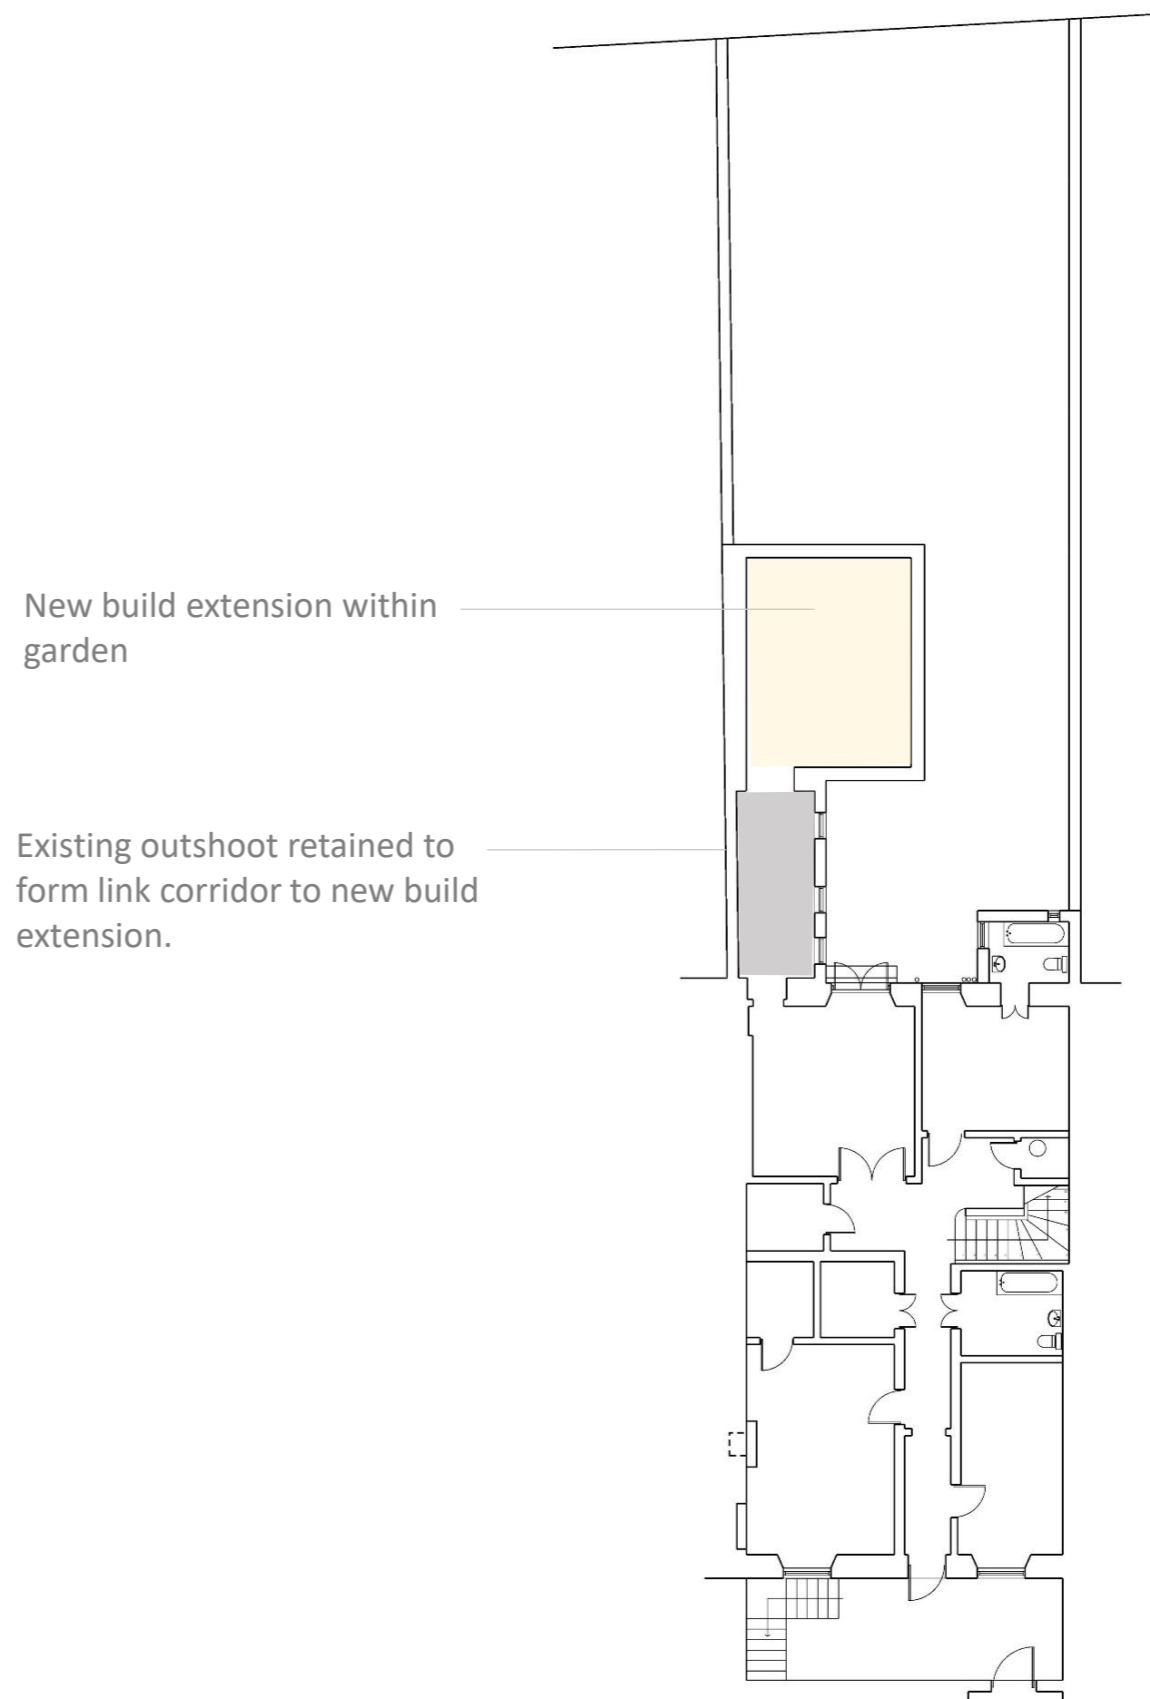 New build extension within
garden
Existing outshoot retained to
form link corridor to new build
extension.